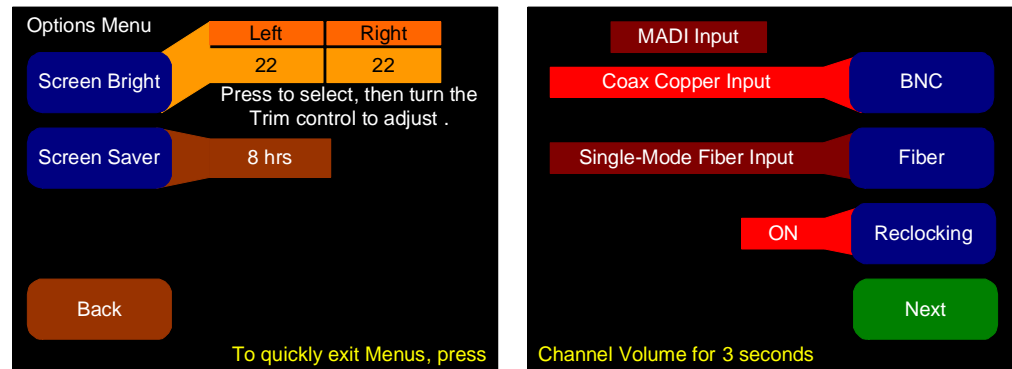 Options Menu
Left Right
Screen Bright 22 22
Press to select, then turn the
Trim control to adjust .
Screen Saver 8 hrs
Back
To quickly exit Menus, press
MADI Input
Coax Copper Input BNC
Single-Mode Fiber Input Fiber
ON Reclocking
Next
Channel Volume for 3 seconds